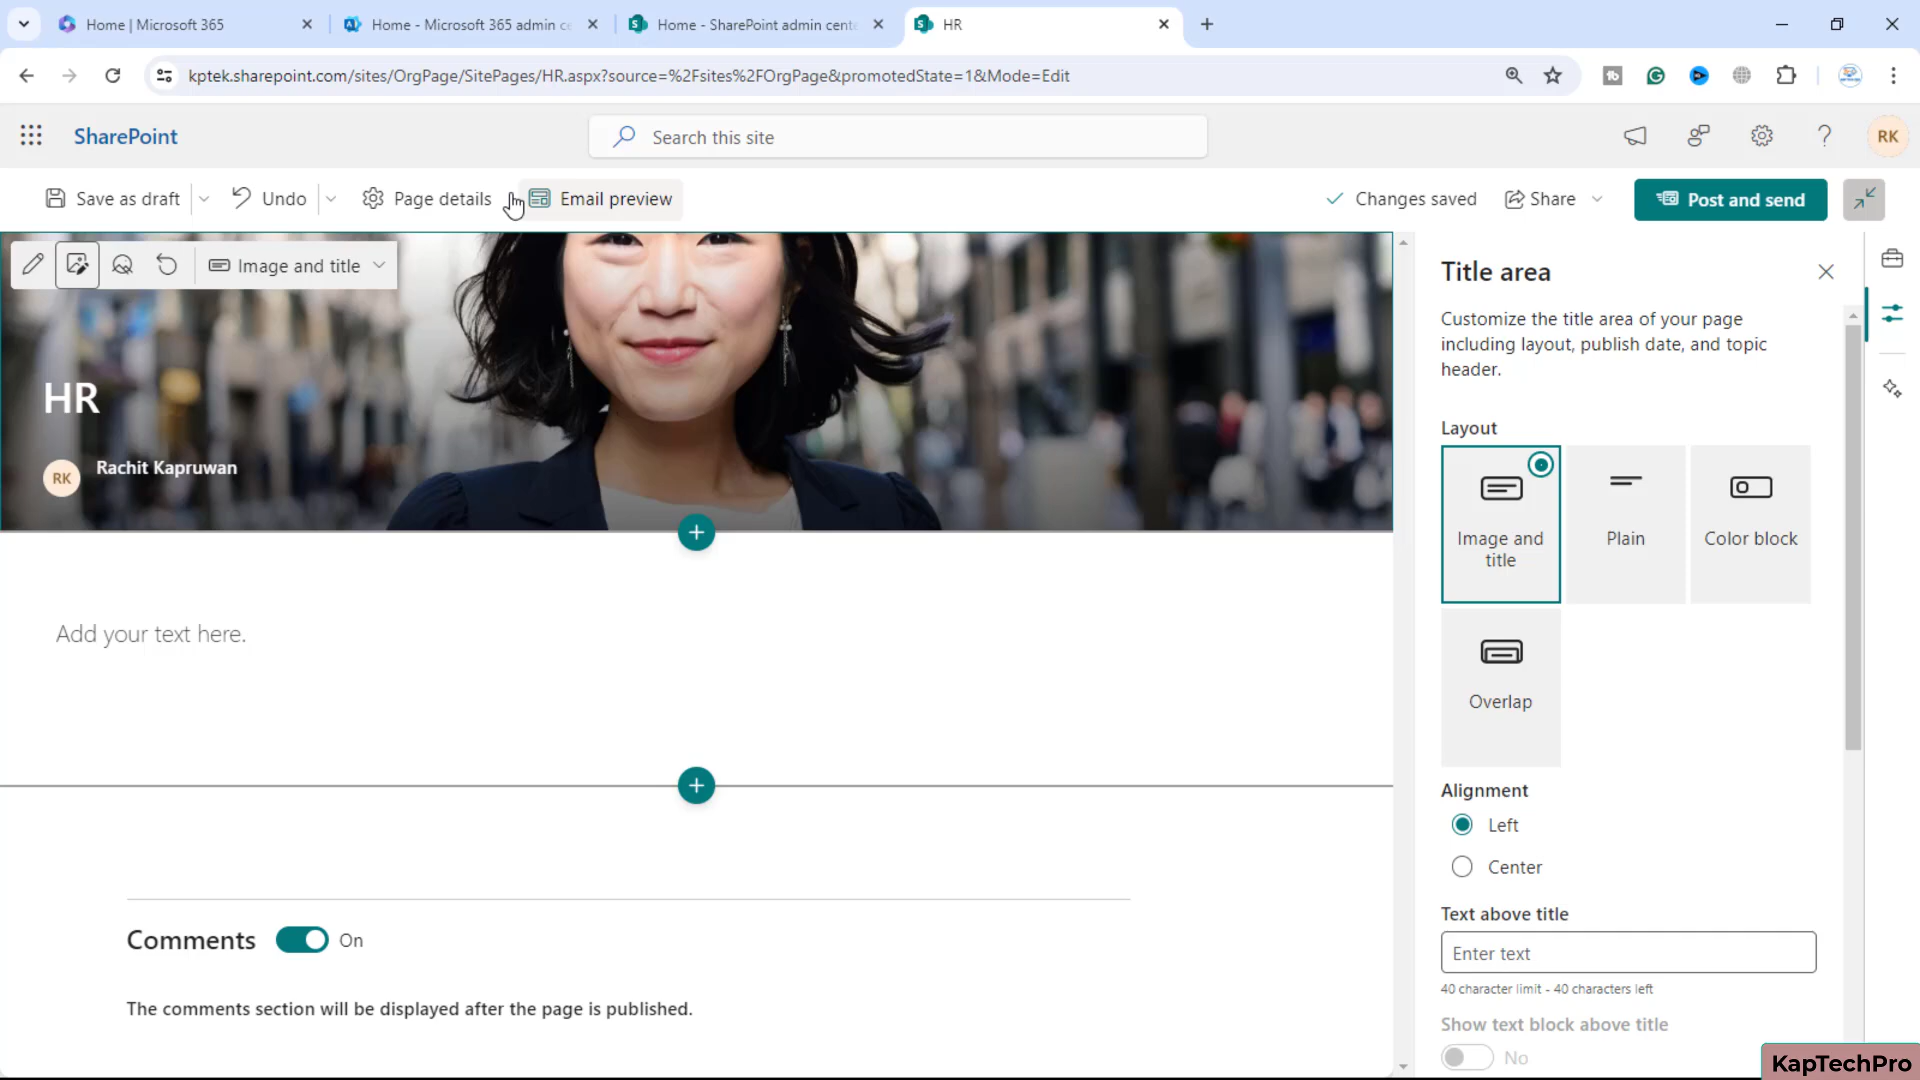 Home | Microsoft 365
Home - Microsoft 365 admin ce
Home - SharePoint admin cente
HR
kptek.sharepoint.com/sites/OrgPage/SitePages/HR.aspx?source=%2Fsites%2FOrgPage&promotedState=1&Mode=Edit
SharePoint
Search this site
RK
Save as draft
Undo
Page details
Email preview
Changes saved
Share
Post and send
Image and title
HR
RK
Rachit Kapruwan
Add your text here.
Comments
On
The comments section will be displayed after the page is published.
Title area
Customize the title area of your page
including layout, publish date, and topic
header.
Layout
Image and
title
Plain
Color block
Overlap
Alignment
Left
Center
Text above title
Enter text
40 character limit - 40 characters left
Show text block above title
No
KapTechPro